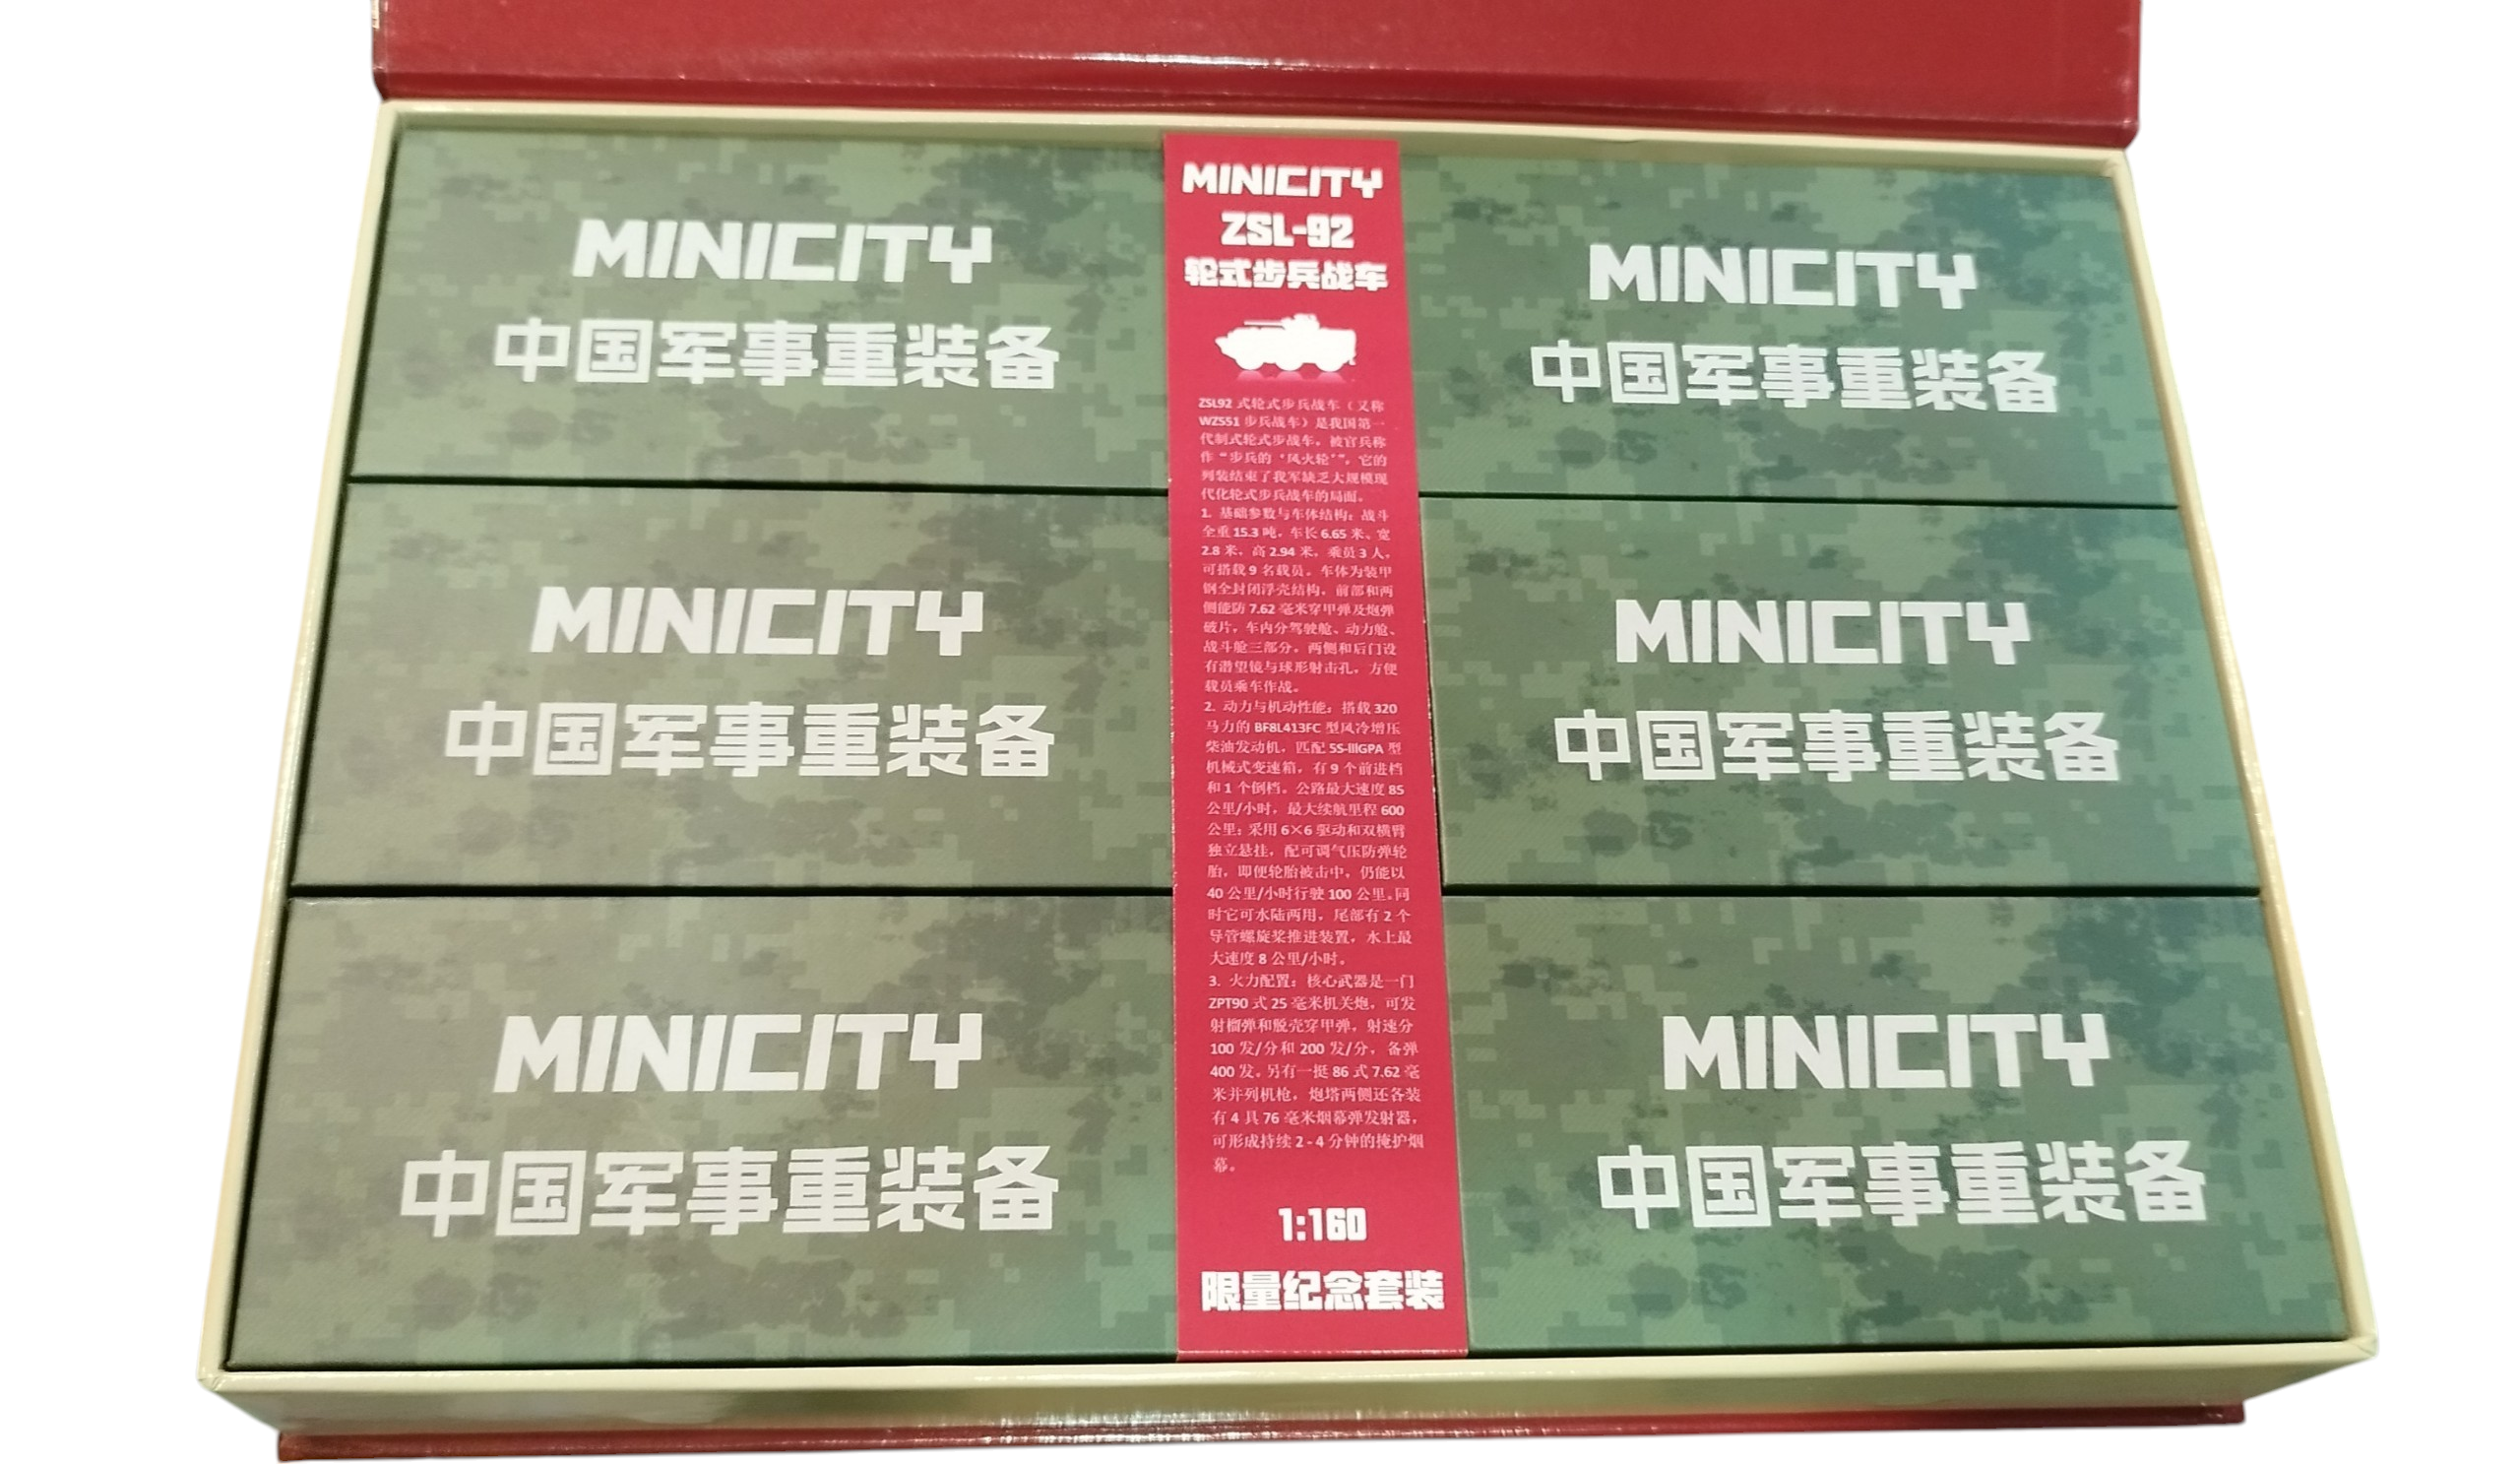 MINICITY
中国军事重装备
MINICITY
中国军事重装备
MINICITY
中国军事重装备
MINICITY
ZSL-92
轮式步兵战车
ZSL92 式轮式步兵战车（又称
WZ551 步兵战车）是我国第一
代制式轮式步战车，被官兵称
作“步兵的‘风火轮’”，它的
列装结束了我军缺乏大规模现
代化轮式步兵战车的局面。
1. 基础参数与车体结构：战斗
全重 15.3 吨，车长 6.65 米、宽
2.8 米，高 2.94 米，乘员 3 人，
可搭载 9 名载员。车体为装甲
钢全封闭浮壳结构，前部和两
侧能防 7.62 毫米穿甲弹及炮弹
破片，车内分驾驶舱、动力舱、
战斗舱三部分，两侧和后门设
有潜望镜与球形射击孔，方便
载员乘车作战。
2. 动力与机动性能：搭载 320
马力的 BF8L413FC 型风冷增压
柴油发动机，匹配 5S-IIIGPA 型
机械式变速箱，有 9 个前进档
和 1 个倒档。公路最大速度 85
公里/小时，最大续航里程 600
公里；采用 6×6 驱动和双横臂
独立悬挂，配可调气压防弹轮
胎，即便轮胎被击中，仍能以
40 公里/小时行驶 100 公里。同
时它可水陆两用，尾部有 2 个
导管螺旋桨推进装置，水上最
大速度 8 公里/小时。
3. 火力配置：核心武器是一门
ZPT90 式 25 毫米机关炮，可发
射榴弹和脱壳穿甲弹，射速分
100 发/分和 200 发/分，备弹
400 发。另有一挺 86 式 7.62 毫
米并列机枪，炮塔两侧还各装
有 4 具 76 毫米烟幕弹发射器，
可形成持续 2 - 4 分钟的掩护烟
幕。
1:160
限量纪念套装
MINICITY
中国军事重装备
MINICITY
中国军事重装备
MINICITY
中国军事重装备